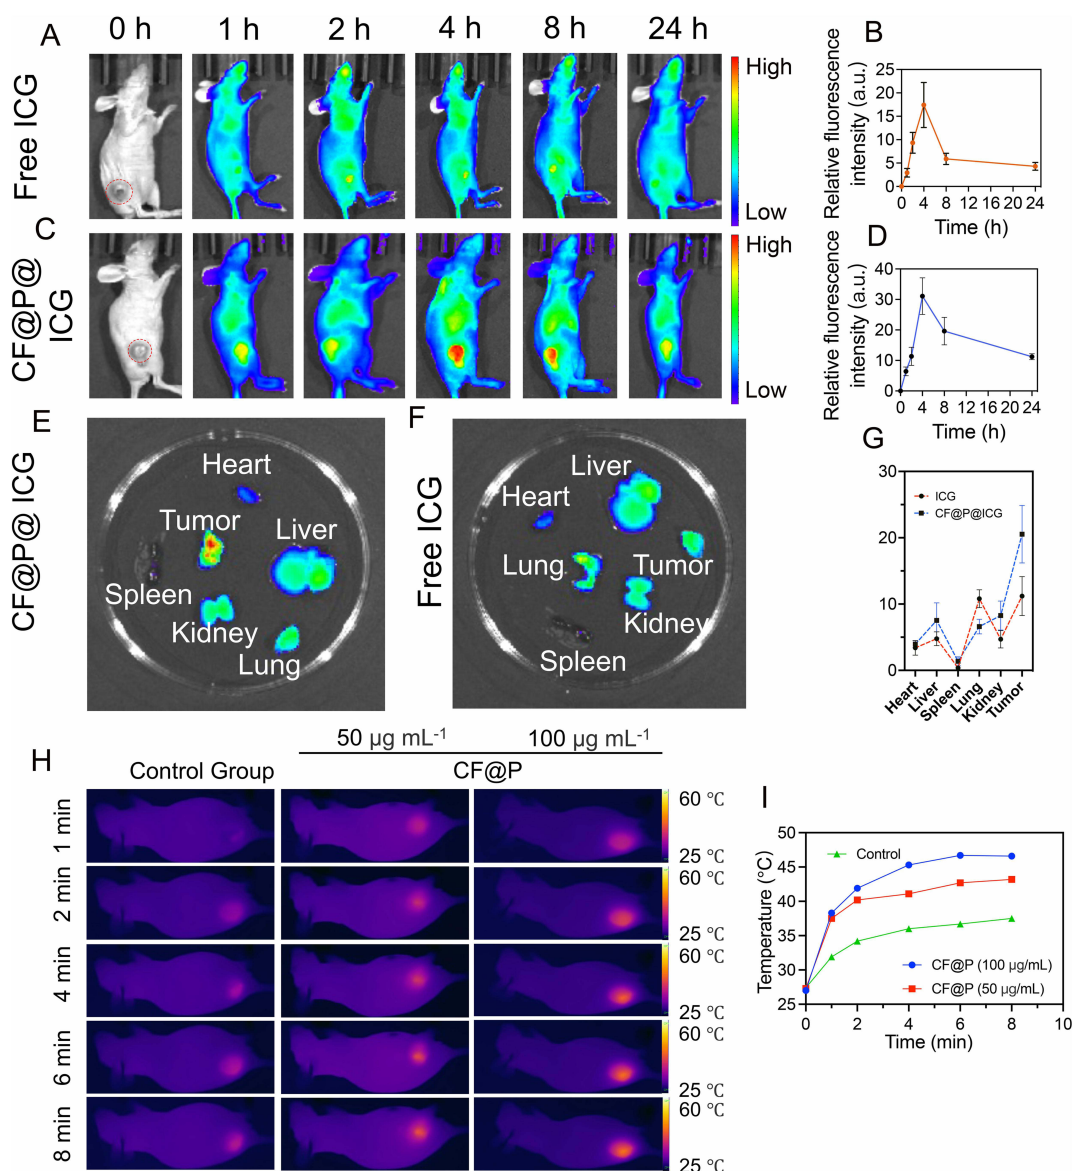 A
0 h 1 h 2 h 4 h 8 h 24 h
Free ICG
High
Low
B
Relative fluorescence
intensity (a.u.)
25
20
15
10
5
0
0 4 8 12 16 20 24
Time (h)
C
CF@P@
ICG
High
Low
D
Relative fluorescence
intensity (a.u.)
40
30
20
10
0
0 4 8 12 16 20 24
Time (h)
E
CF@P@ ICG
Heart
Tumor
Liver
Spleen
Kidney
Lung
F
Free ICG
Liver
Heart
Lung
Tumor
Kidney
Spleen
G
30
20
10
0
ICG
CF@P@ICG
Heart
Liver
Spleen
Lung
Kidney
Tumor
H
50 µg mL-1 100 µg mL-1
Control Group CF@P
1 min
60 °C
25 °C
2 min
60 °C
25 °C
4 min
60 °C
25 °C
6 min
60 °C
25 °C
8 min
60 °C
25 °C
I
Temperature (°C)
50
45
40
35
30
25
Control
CF@P (100 µg/mL)
CF@P (50 µg/mL)
0 2 4 6 8 10
Time (min)